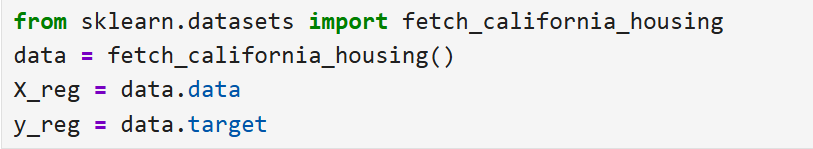 from sklearn.datasets import fetch_california_housing
data = fetch_california_housing()
X_reg = data.data
y_reg = data.target